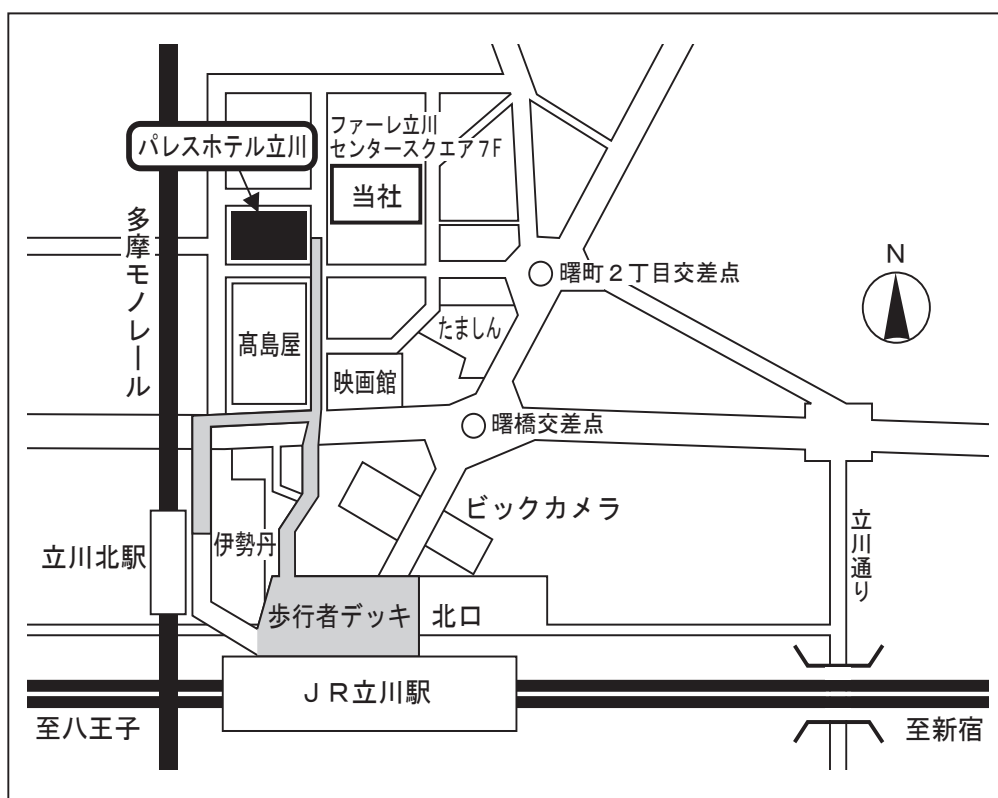 ファーレ立川
センタースクエア7F
パレスホテル立川
当社
多摩モノレール
N
曙町2丁目交差点
髙島屋
たましん
映画館
曙橋交差点
ビックカメラ
伊勢丹
立川北駅
立川通り
歩行者デッキ
北口
JR立川駅
至八王子
至新宿